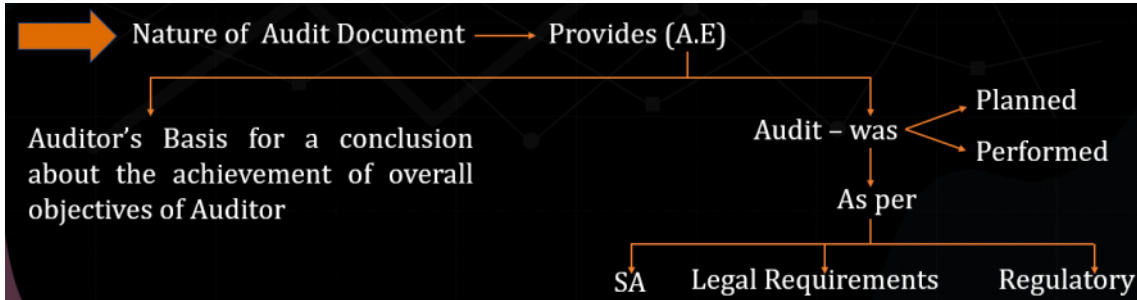 Nature of Audit Document Provides (A.E)
Auditor’s Basis for a conclusion
about the achievement of overall
objectives of Auditor
Audit – was
Planned
Performed
As per
SA Legal Requirements Regulatory